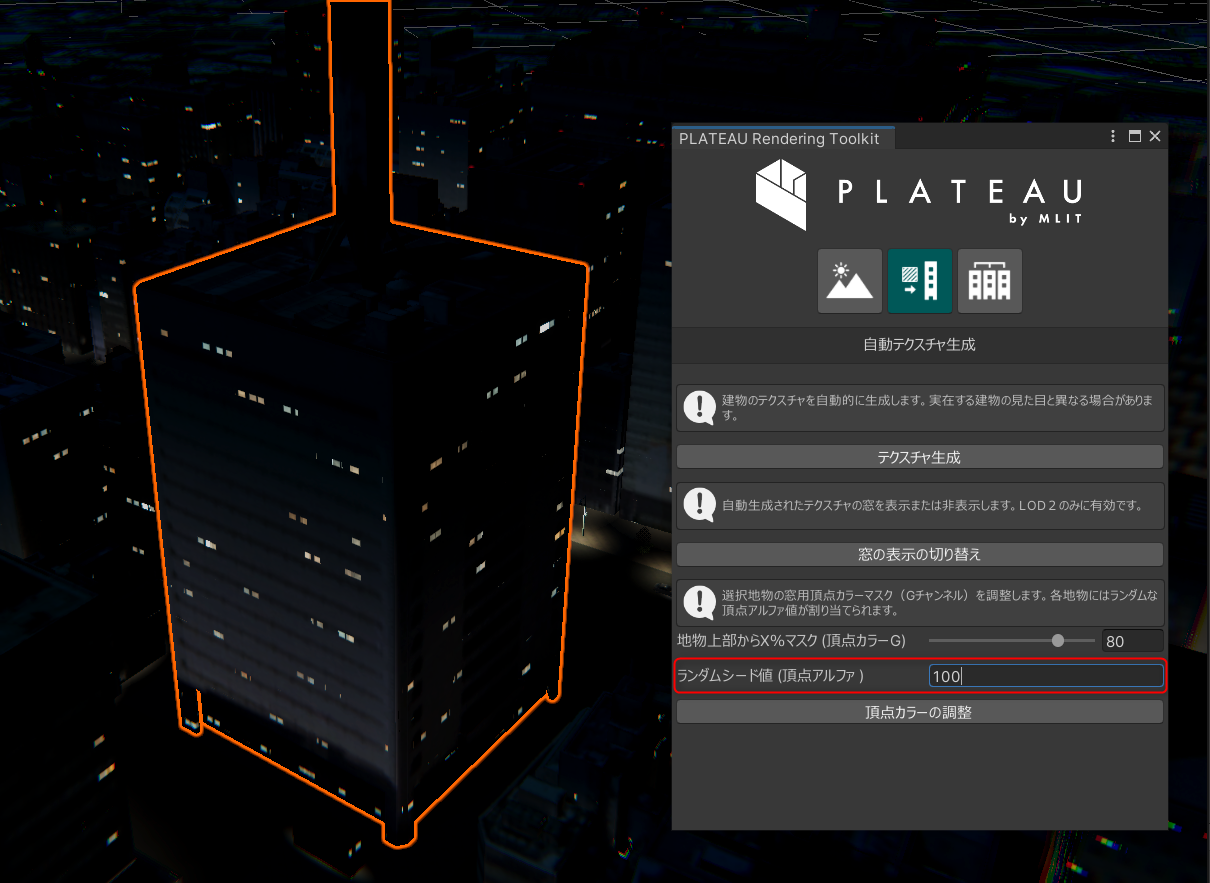 PLATEAU Rendering Toolkit
PLATEAU
by MLIT
自動テクスチャ生成
建物のテクスチャを自動的に生成します。実在する建物の見た目と異なる場合がありま
す。
テクスチャ生成
自動生成されたテクスチャの窓を表示または非表示します。LOD２のみに有効です。
窓の表示の切り替え
選択地物の窓用頂点カラーマスク（Gチャンネル）を調整します。各地物にはランダムな
頂点アルファ値が割り当てられます。
地物上部からX%マスク (頂点カラーG) 80
ランダムシード値 (頂点アルファ) 100
頂点カラーの調整